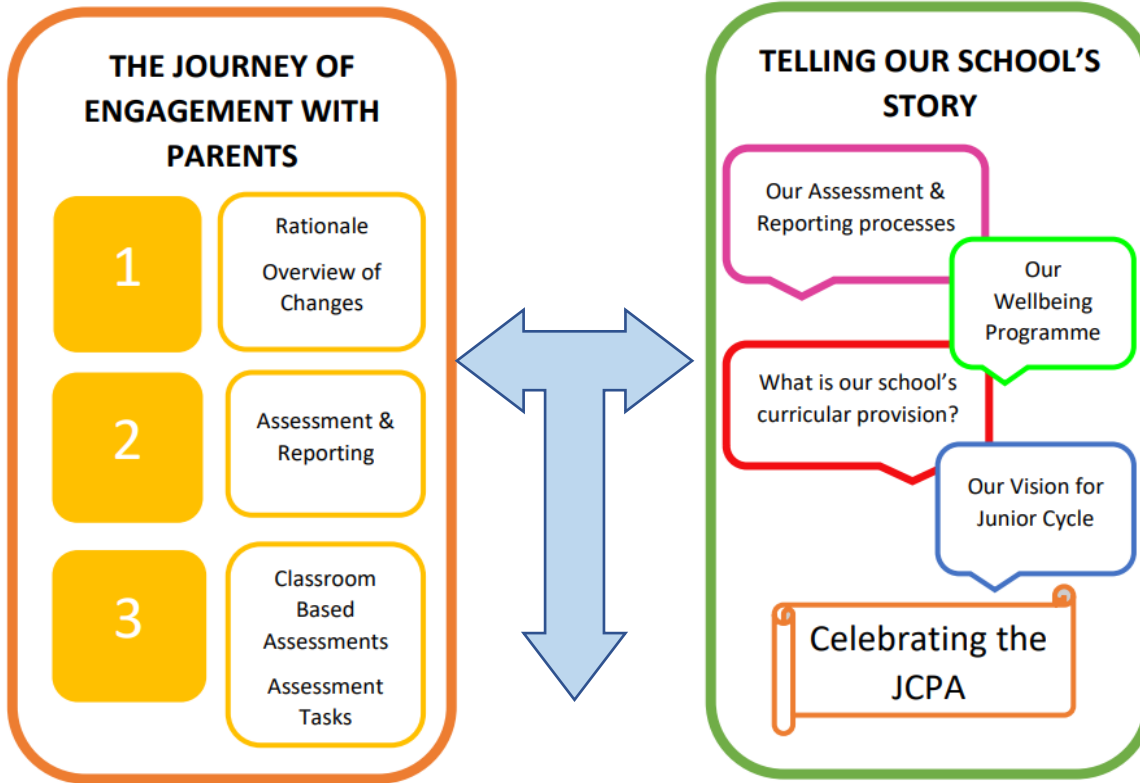 THE JOURNEY OF
ENGAGEMENT WITH
PARENTS
1
Rationale
Overview of
Changes
2
Assessment &
Reporting
3
Classroom
Based
Assessments
Assessment
Tasks
TELLING OUR SCHOOL’S
STORY
Our Assessment &
Reporting processes
Our
Wellbeing
Programme
What is our school’s
curricular provision?
Our Vision for
Junior Cycle
Celebrating the
JCPA